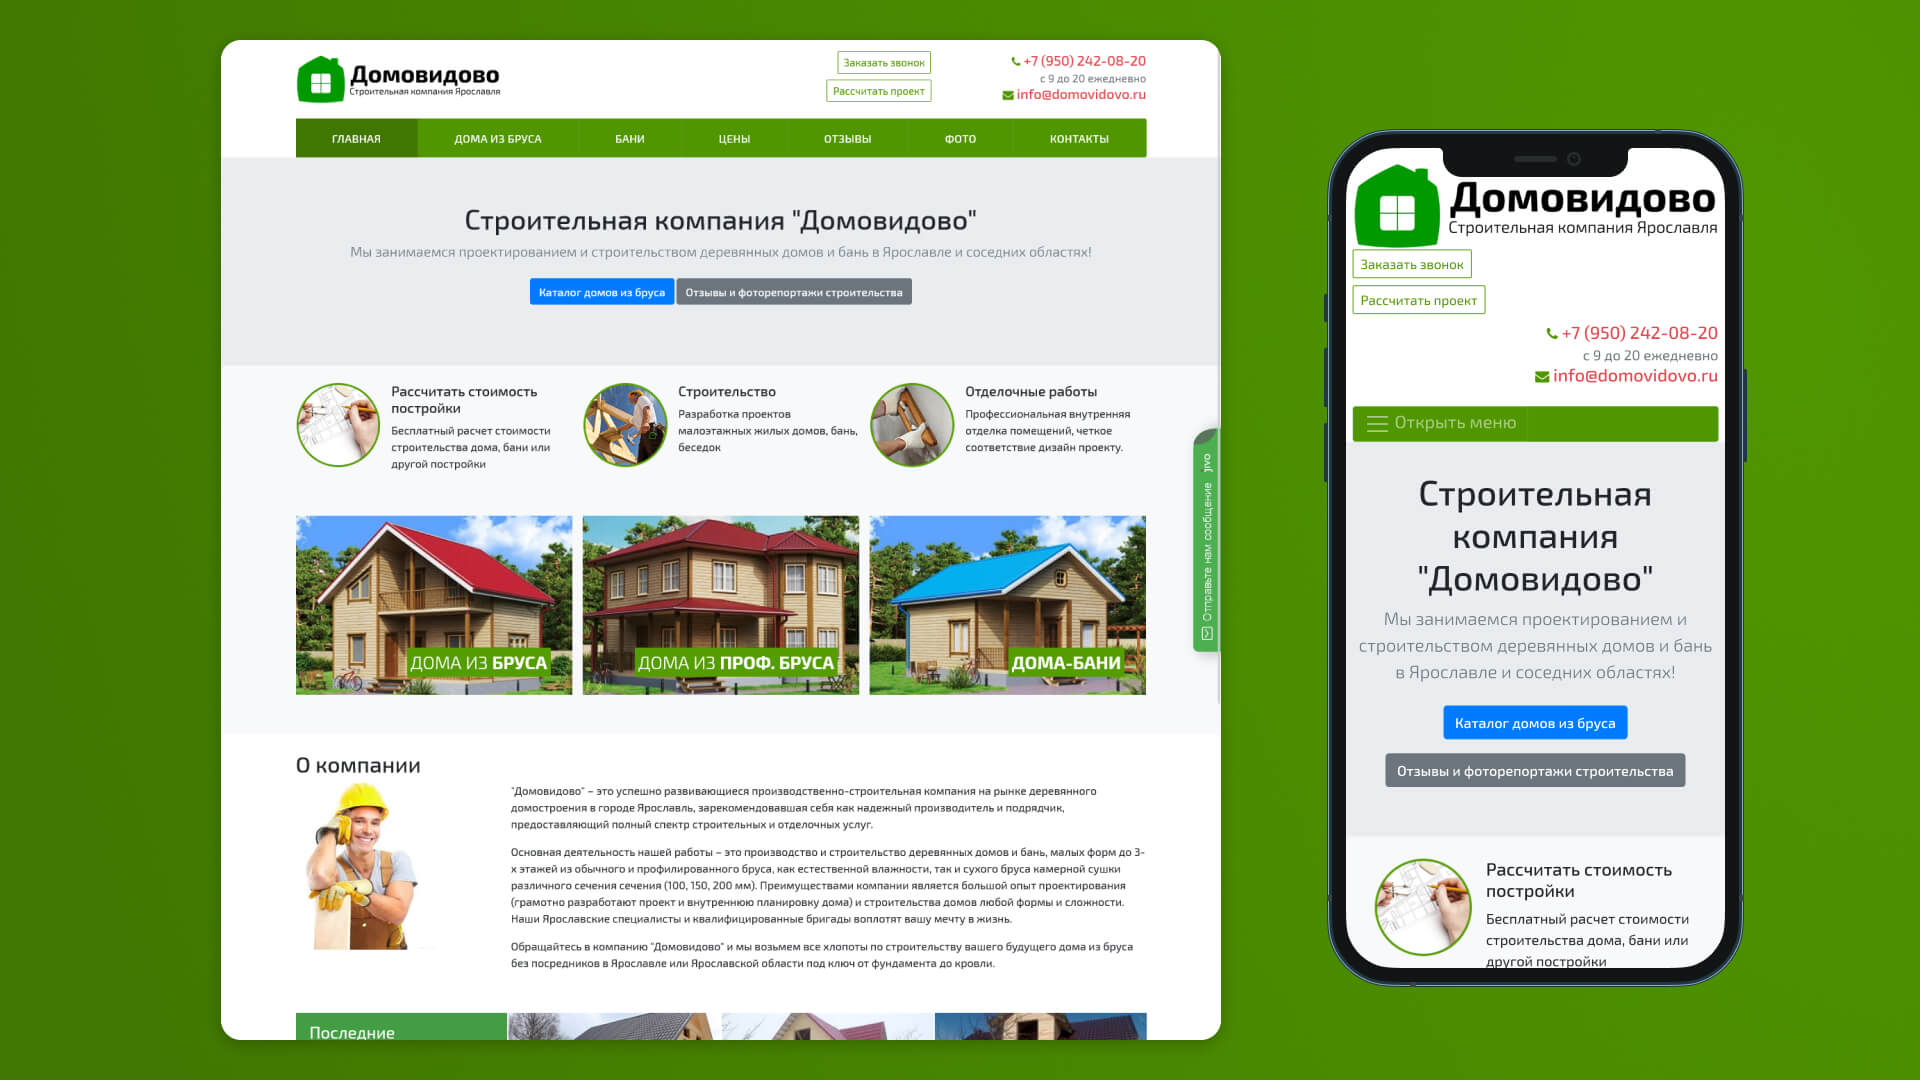 Домовидово
Строительная компания Ярославля
Заказать звонок
Рассчитать проект
+7 (950) 242-08-20
с 9 до 20 ежедневно
info@domovidovo.ru
ГЛАВНАЯ ДОМА ИЗ БРУСА БАНИ ЦЕНЫ ОТЗЫВЫ ФОТО КОНТАКТЫ
Строительная компания "Домовидово"
Мы занимаемся проектированием и строительством деревянных домов и бань в Ярославле и соседних областях!
Каталог домов из бруса Отзывы и фоторепортажи строительства
Рассчитать стоимость
постройки
Бесплатный расчет стоимости
строительства дома, бани или
другой постройки
Строительство
Разработка проектов
малоэтажных жилых домов, бань,
беседок
Отделочные работы
Профессиональная внутренняя
отделка помещений, четкое
соответствие дизайн проекту.
Отправьте нам сообщение jivo
ДОМА ИЗ БРУСА
ДОМА ИЗ ПРОФ. БРУСА
ДОМА-БАНИ
О компании
"Домовидово" – это успешно развивающиеся производственно-строительная компания на рынке деревянного
домостроения в городе Ярославль, зарекомендовавшая себя как надежный производитель и подрядчик,
предоставляющий полный спектр строительных и отделочных услуг.
Основная деятельность нашей работы – это производство и строительство деревянных домов и бань, малых форм до 3-
х этажей из обычного и профилированного бруса, как естественной влажности, так и сухого бруса камерной сушки
различного сечения сечения (100, 150, 200 мм). Преимуществами компании является большой опыт проектирования
(грамотно разработают проект и внутреннюю планировку дома) и строительства домов любой формы и сложности.
Наши Ярославские специалисты и квалифицированные бригады воплотят вашу мечту в жизнь.
Обращайтесь в компанию "Домовидово" и мы возьмем все хлопоты по строительству вашего будущего дома из бруса
без посредников в Ярославле или Ярославской области под ключ от фундамента до кровли.
Последние
Домовидово
Строительная компания Ярославля
Заказать звонок
Рассчитать проект
+7 (950) 242-08-20
с 9 до 20 ежедневно
info@domovidovo.ru
Открыть меню
Строительная
компания
"Домовидово"
Мы занимаемся проектированием и
строительством деревянных домов и бань
в Ярославле и соседних областях!
Каталог домов из бруса
Отзывы и фоторепортажи строительства
Рассчитать стоимость
постройки
Бесплатный расчет стоимости
строительства дома, бани или
другой постройки